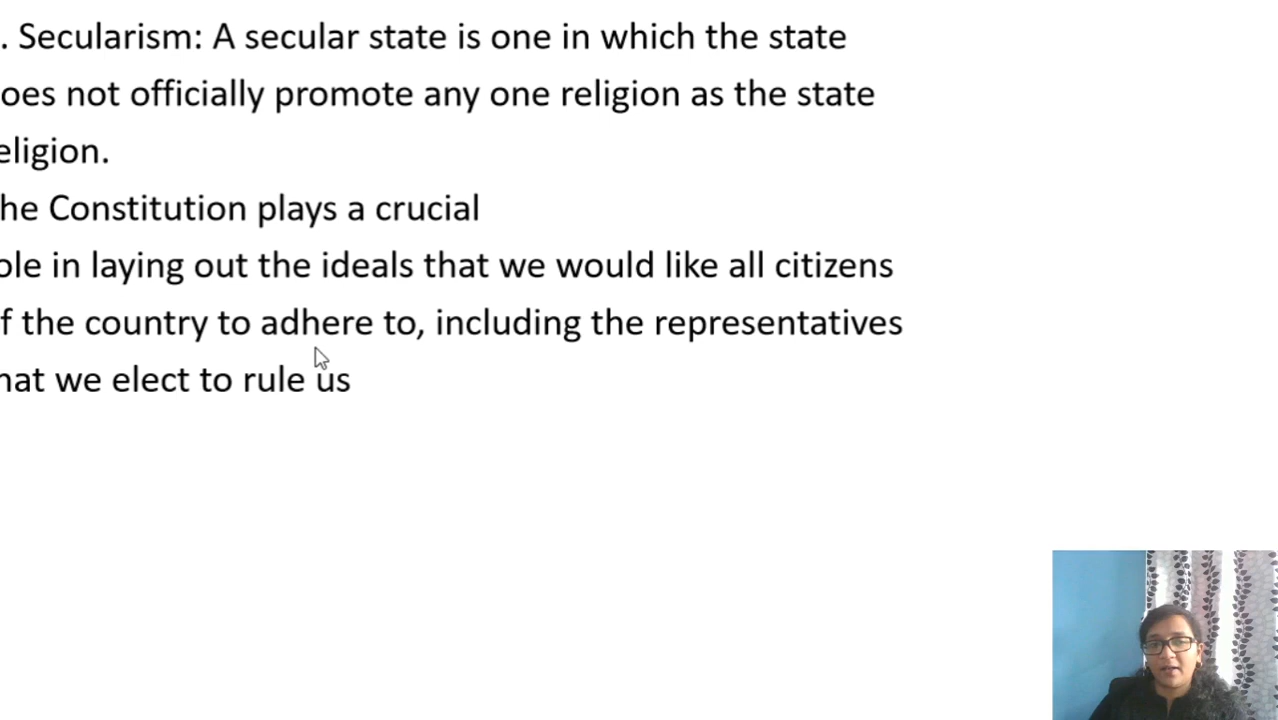 . Secularism: A secular state is one in which the state
oes not officially promote any one religion as the state
eligion.
he Constitution plays a crucial
ole in laying out the ideals that we would like all citizens
f the country to adhere to, including the representatives
hat we elect to rule us